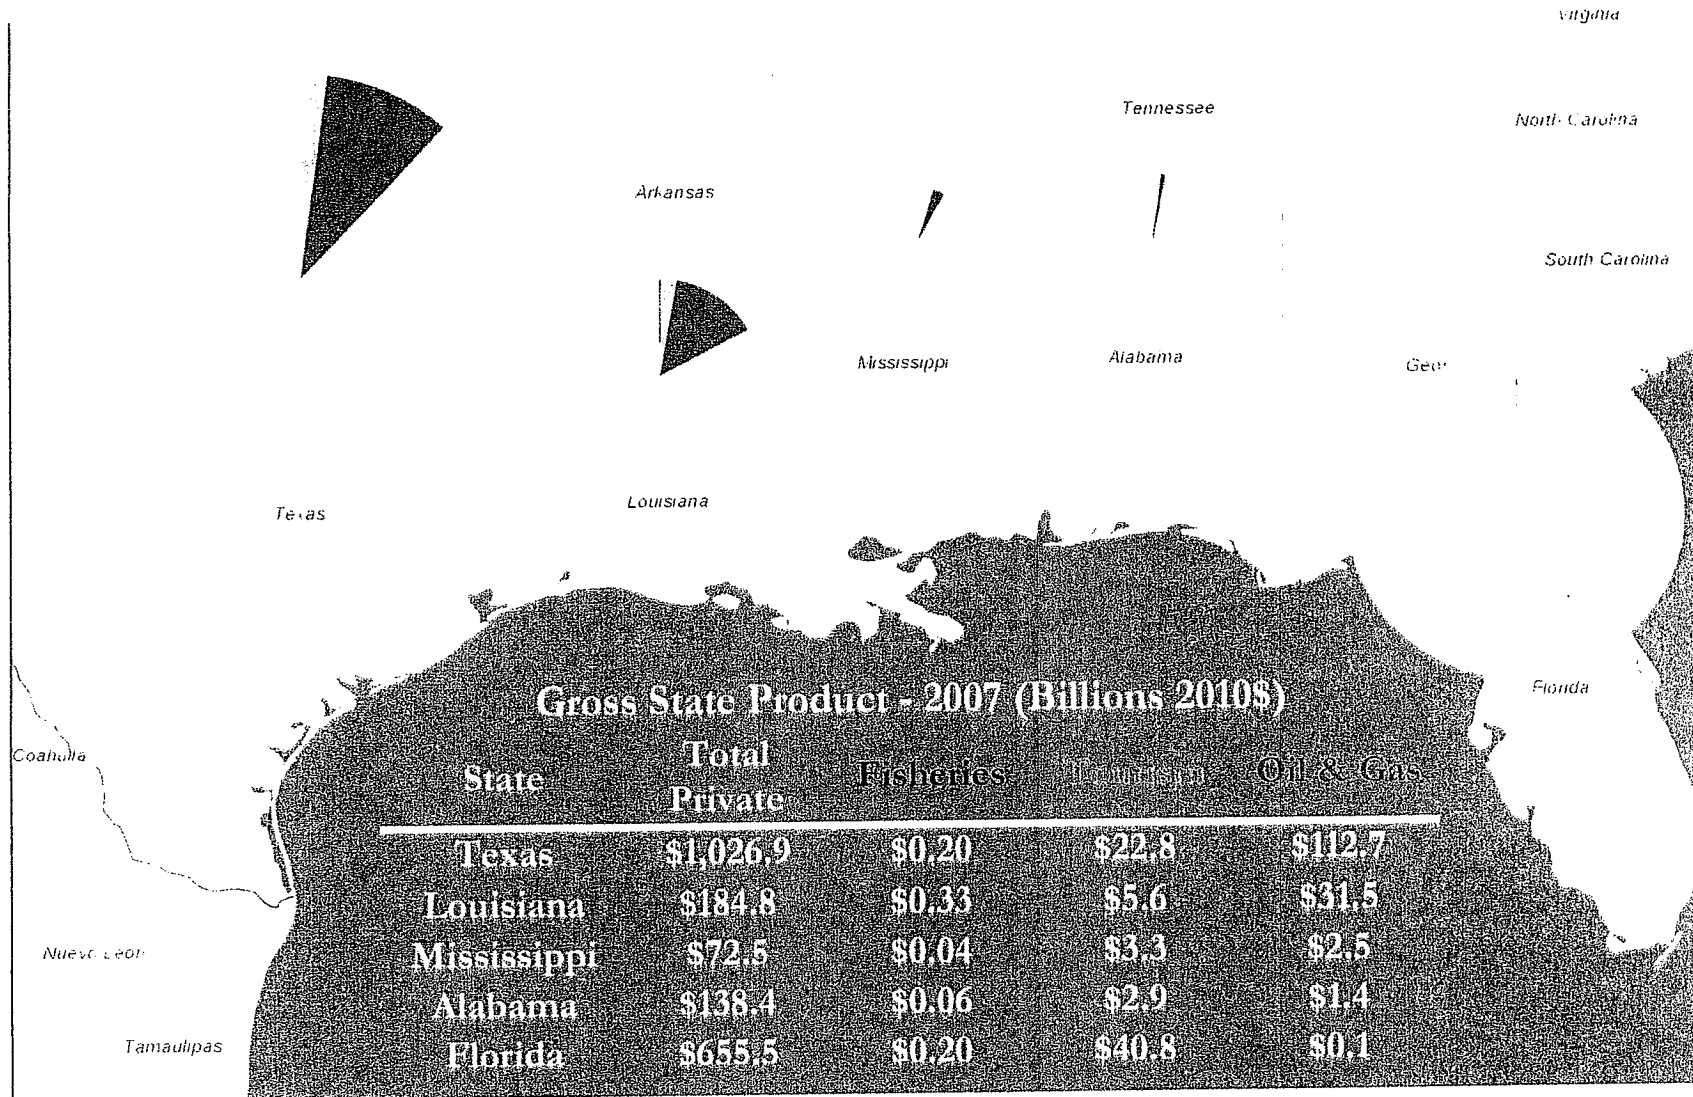 Virginia
Tennessee
North Carolina
Arkansas
South Carolina
Mississippi
Alabama
Texas
Louisiana
Florida
Coahuila
Nuevo Leon
Tamaulipas
Gross State Product - 2007 (Billions 2010$)
State Total Private Fisheries Tourism Oil & Gas
Texas $1,026.9 $0.20 $22.8 $112.7
Louisiana $184.8 $0.33 $5.6 $31.5
Mississippi $72.5 $0.04 $3.3 $2.5
Alabama $138.4 $0.06 $2.9 $1.4
Florida $655.5 $0.20 $40.8 $0.1